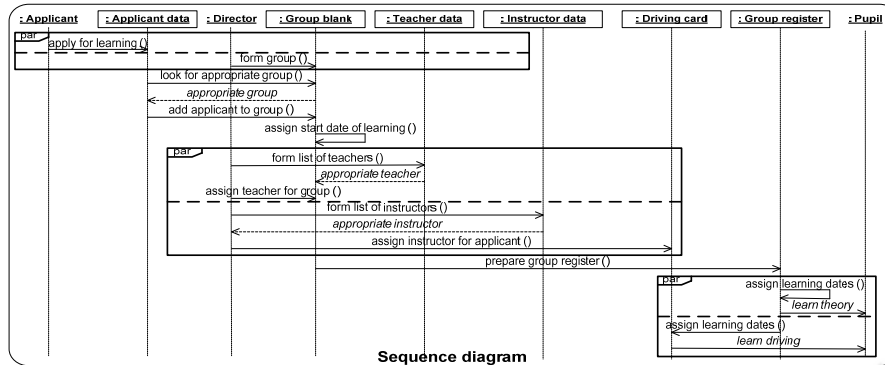 : Applicant : Applicant data : Director : Group blank : Teacher data : Instructor data : Driving card : Group register : Pupil
par
apply for learning ()
form group ()
look for appropriate group ()
appropriate group
add applicant to group ()
assign start date of learning ()
par
form list of teachers ()
appropriate teacher
assign teacher for group ()
form list of instructors ()
appropriate instructor
assign instructor for applicant ()
prepare group register ()
par
assign learning dates ()
learn theory
assign learning dates ()
learn driving
Sequence diagram